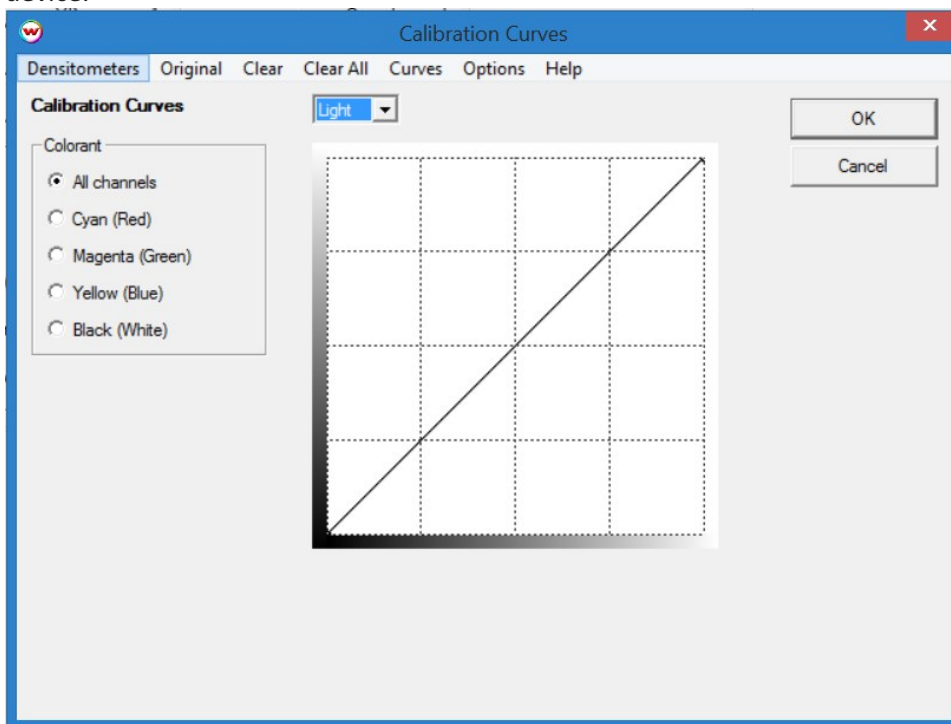 device.
Calibration Curves
Densitometers Original Clear Clear All Curves Options Help
Calibration Curves
Light
OK
Cancel
Colorant
All channels
Cyan (Red)
Magenta (Green)
Yellow (Blue)
Black (White)